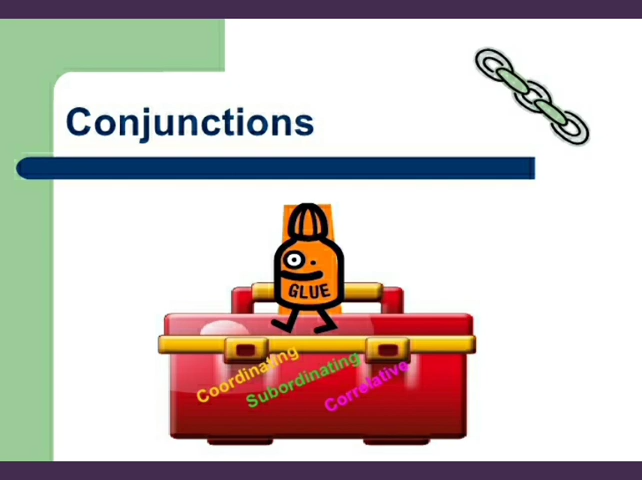 Conjunctions
GLUE
Coordinating
Subordinating
Correlative